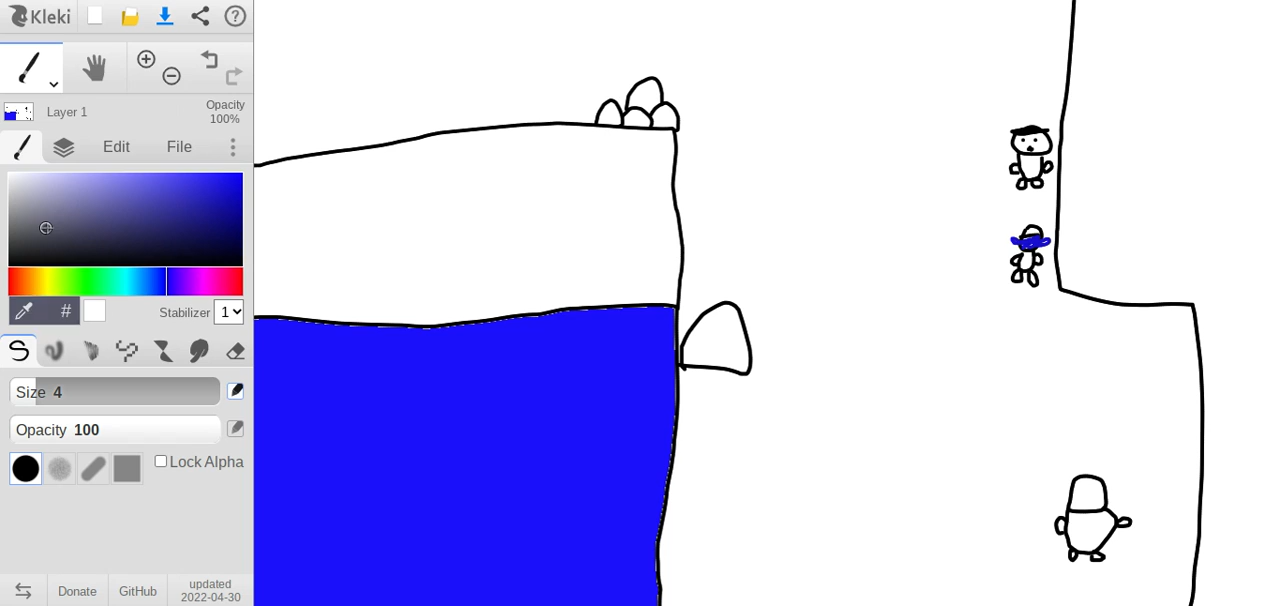 Kleki
?
Layer 1
Opacity
100%
Edit
File
#
Stabilizer 1
Size 4
Opacity 100
Lock Alpha
Donate
GitHub
updated
2022-04-30